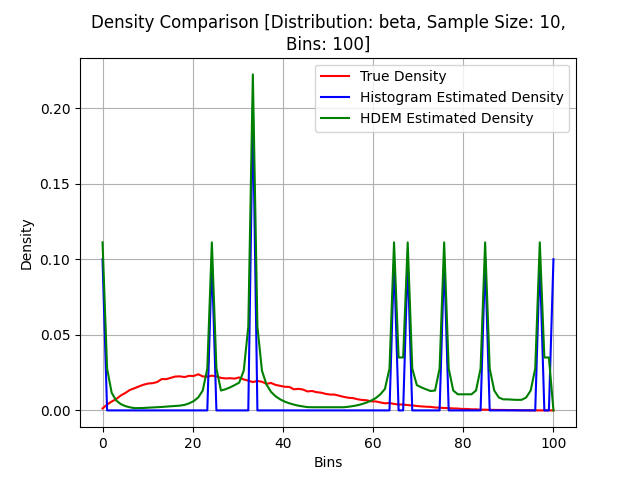 Density Comparison [Distribution: beta, Sample Size: 10,
Bins: 100]
True Density
Histogram Estimated Density
HDEM Estimated Density
0.20
0.15
0.10
0.05
0.00
Density
0 20 40 60 80 100
Bins